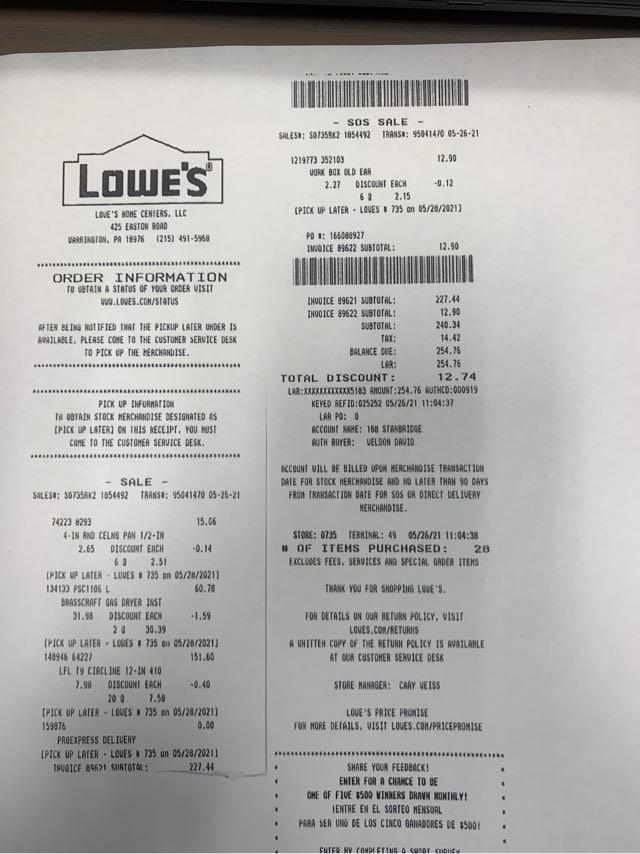 LOWE'S
LOWE'S HOME CENTERS, LLC
425 EASTON ROAD
WARRINGTON, PA 18976 (215) 491-5968
ORDER INFORMATION
TO OBTAIN A STATUS OF YOUR ORDER VISIT
WWW.LOWES.COM/STATUS
AFTER BEING NOTIFIED THAT THE PICKUP LATER ORDER IS
AVAILABLE, PLEASE COME TO THE CUSTOMER SERVICE DESK
TO PICK UP THE MERCHANDISE.
PICK UP INFORMATION
TO OBTAIN STOCK MERCHANDISE DESIGNATED AS
[PICK UP LATER] ON THIS RECEIPT, YOU MUST
COME TO THE CUSTOMER SERVICE DESK.
- SALE -
SALES#: S0735RK2 1854492 TRANS#: 95041470 05-26-21
74223 8293 15.06
4-IN RND CELNG PAN 1/2-IN
2.65 DISCOUNT EACH -0.14
6 @ 2.51
[PICK UP LATER - LOWES # 735 on 05/28/2021]
134133 PSC1106 L 60.78
BRASSCRAFT GAS DRYER INST
31.98 DISCOUNT EACH -1.59
2 @ 30.39
[PICK UP LATER - LOWES # 735 on 05/28/2021]
148946 64227 151.60
LFL T9 CIRCLINE 12-IN 410
7.98 DISCOUNT EACH -0.40
20 @ 7.58
[PICK UP LATER - LOWES # 735 on 05/28/2021]
159876 0.00
PROEXPRESS DELIVERY
[PICK UP LATER - LOWES # 735 on 05/28/2021]
INVOICE 89621 SUBTOTAL: 227.44
- SOS SALE -
SALES#: S0735RK2 1854492 TRANS#: 95041470 05-26-21
1219773 352103 12.90
WORK BOX OLD EAR
2.27 DISCOUNT EACH -0.12
6 @ 2.15
[PICK UP LATER - LOWES # 735 on 05/28/2021]
PO #: 166088927
INVOICE 89622 SUBTOTAL: 12.90
INVOICE 89621 SUBTOTAL: 227.44
INVOICE 89622 SUBTOTAL: 12.90
SUBTOTAL: 240.34
TAX: 14.42
BALANCE DUE: 254.76
LAR: 254.76
TOTAL DISCOUNT: 12.74
LAR:XXXXXXXXXXXX5183 AMOUNT:254.76 AUTHCD:000919
KEYED REFID:025252 05/26/21 11:04:37
LAR PO: 0
ACCOUNT NAME: 188 STANBRIDGE
AUTH BUYER: WELDON DAVID
ACCOUNT WILL BE BILLED UPON MERCHANDISE TRANSACTION
DATE FOR STOCK MERCHANDISE AND NO LATER THAN 90 DAYS
FROM TRANSACTION DATE FOR SOS OR DIRECT DELIVERY
MERCHANDISE.
STORE: 0735 TERMINAL: 49 05/26/21 11:04:38
# OF ITEMS PURCHASED: 28
EXCLUDES FEES, SERVICES AND SPECIAL ORDER ITEMS
THANK YOU FOR SHOPPING LOWE'S.
FOR DETAILS ON OUR RETURN POLICY, VISIT
LOWES.COM/RETURNS
A WRITTEN COPY OF THE RETURN POLICY IS AVAILABLE
AT OUR CUSTOMER SERVICE DESK
STORE MANAGER: CARY WEISS
LOWE'S PRICE PROMISE
FOR MORE DETAILS, VISIT LOWES.COM/PRICEPROMISE
SHARE YOUR FEEDBACK!
ENTER FOR A CHANCE TO BE
ONE OF FIVE $500 WINNERS DRAWN MONTHLY!
¡ENTRE EN EL SORTEO MENSUAL
PARA SER UNO DE LOS CINCO GANADORES DE $500!
ENTER BY COMPLETING A SHORT SURVEY